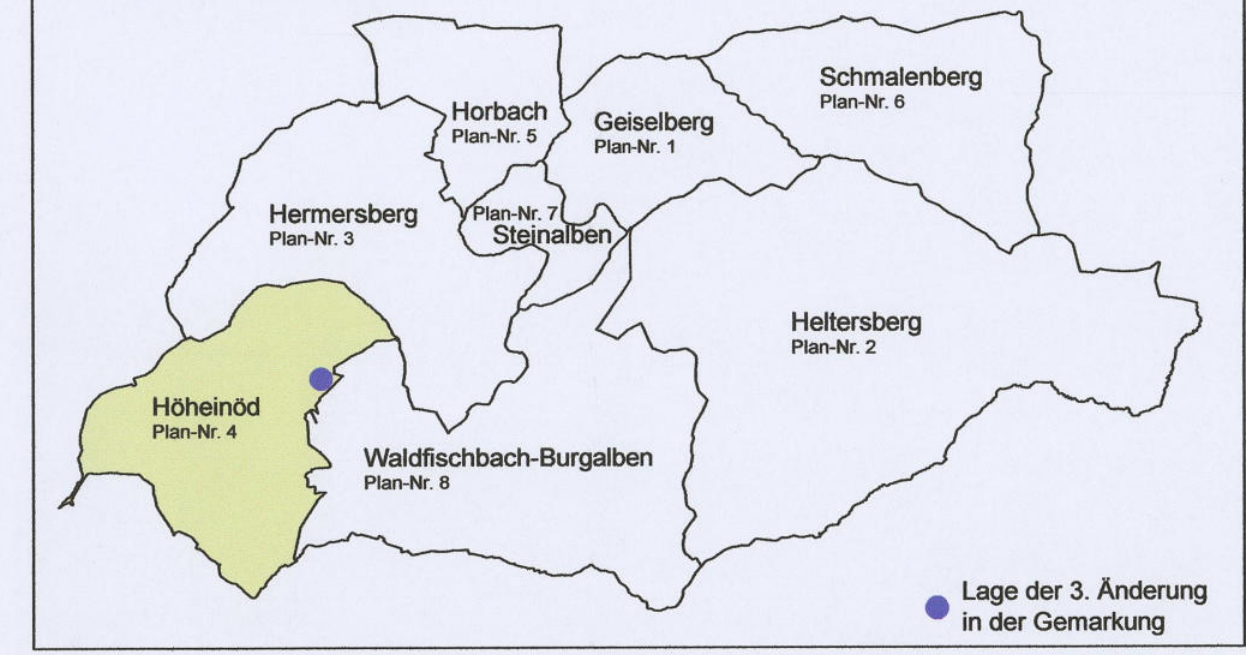 Schmalenberg
Plan-Nr. 6
Horbach
Plan-Nr. 5
Geiselberg
Plan-Nr. 1
Hermersberg
Plan-Nr. 3
Plan-Nr. 7
Steinalben
Heltersberg
Plan-Nr. 2
Höheinöd
Plan-Nr. 4
Waldfischbach-Burgalben
Plan-Nr. 8
Lage der 3. Änderung
in der Gemarkung